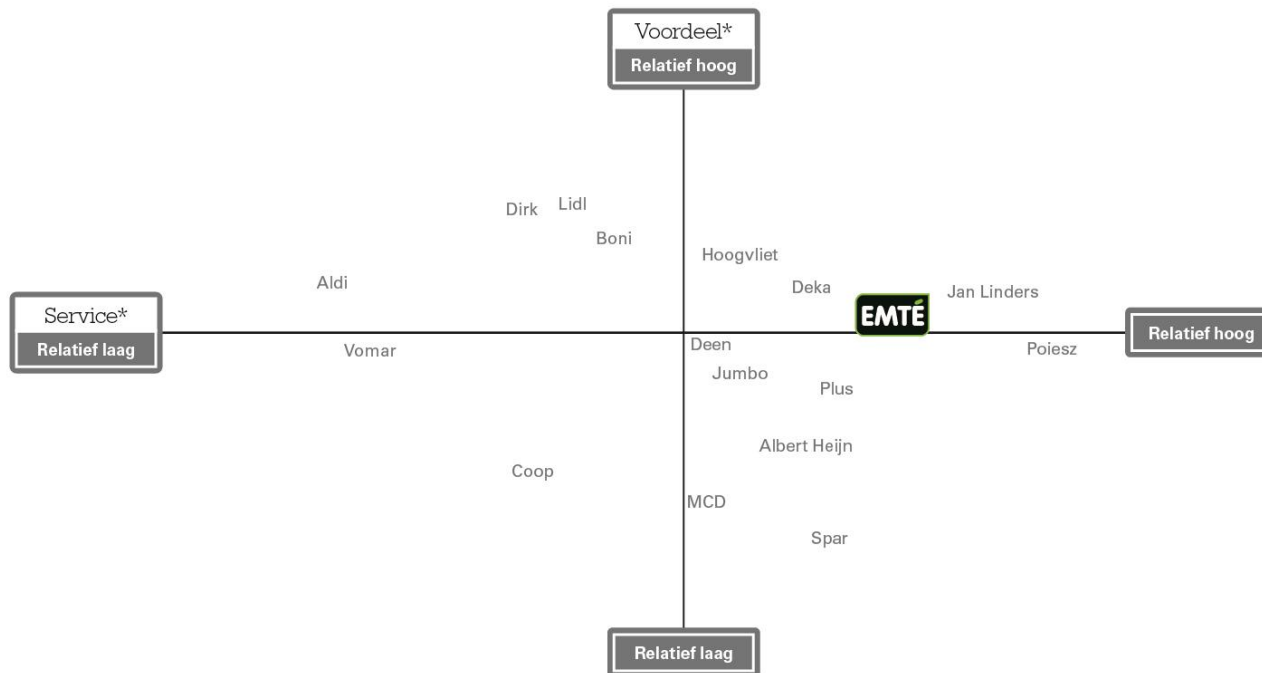 Voordeel*
Relatief hoog
Dirk
Lidl
Boni
Hoogvliet
Aldi
Deka
EMTÉ
Jan Linders
Service*
Relatief laag
Relatief hoog
Vomar
Deen
Poiesz
Jumbo
Plus
Albert Heijn
Coop
MCD
Spar
Relatief laag